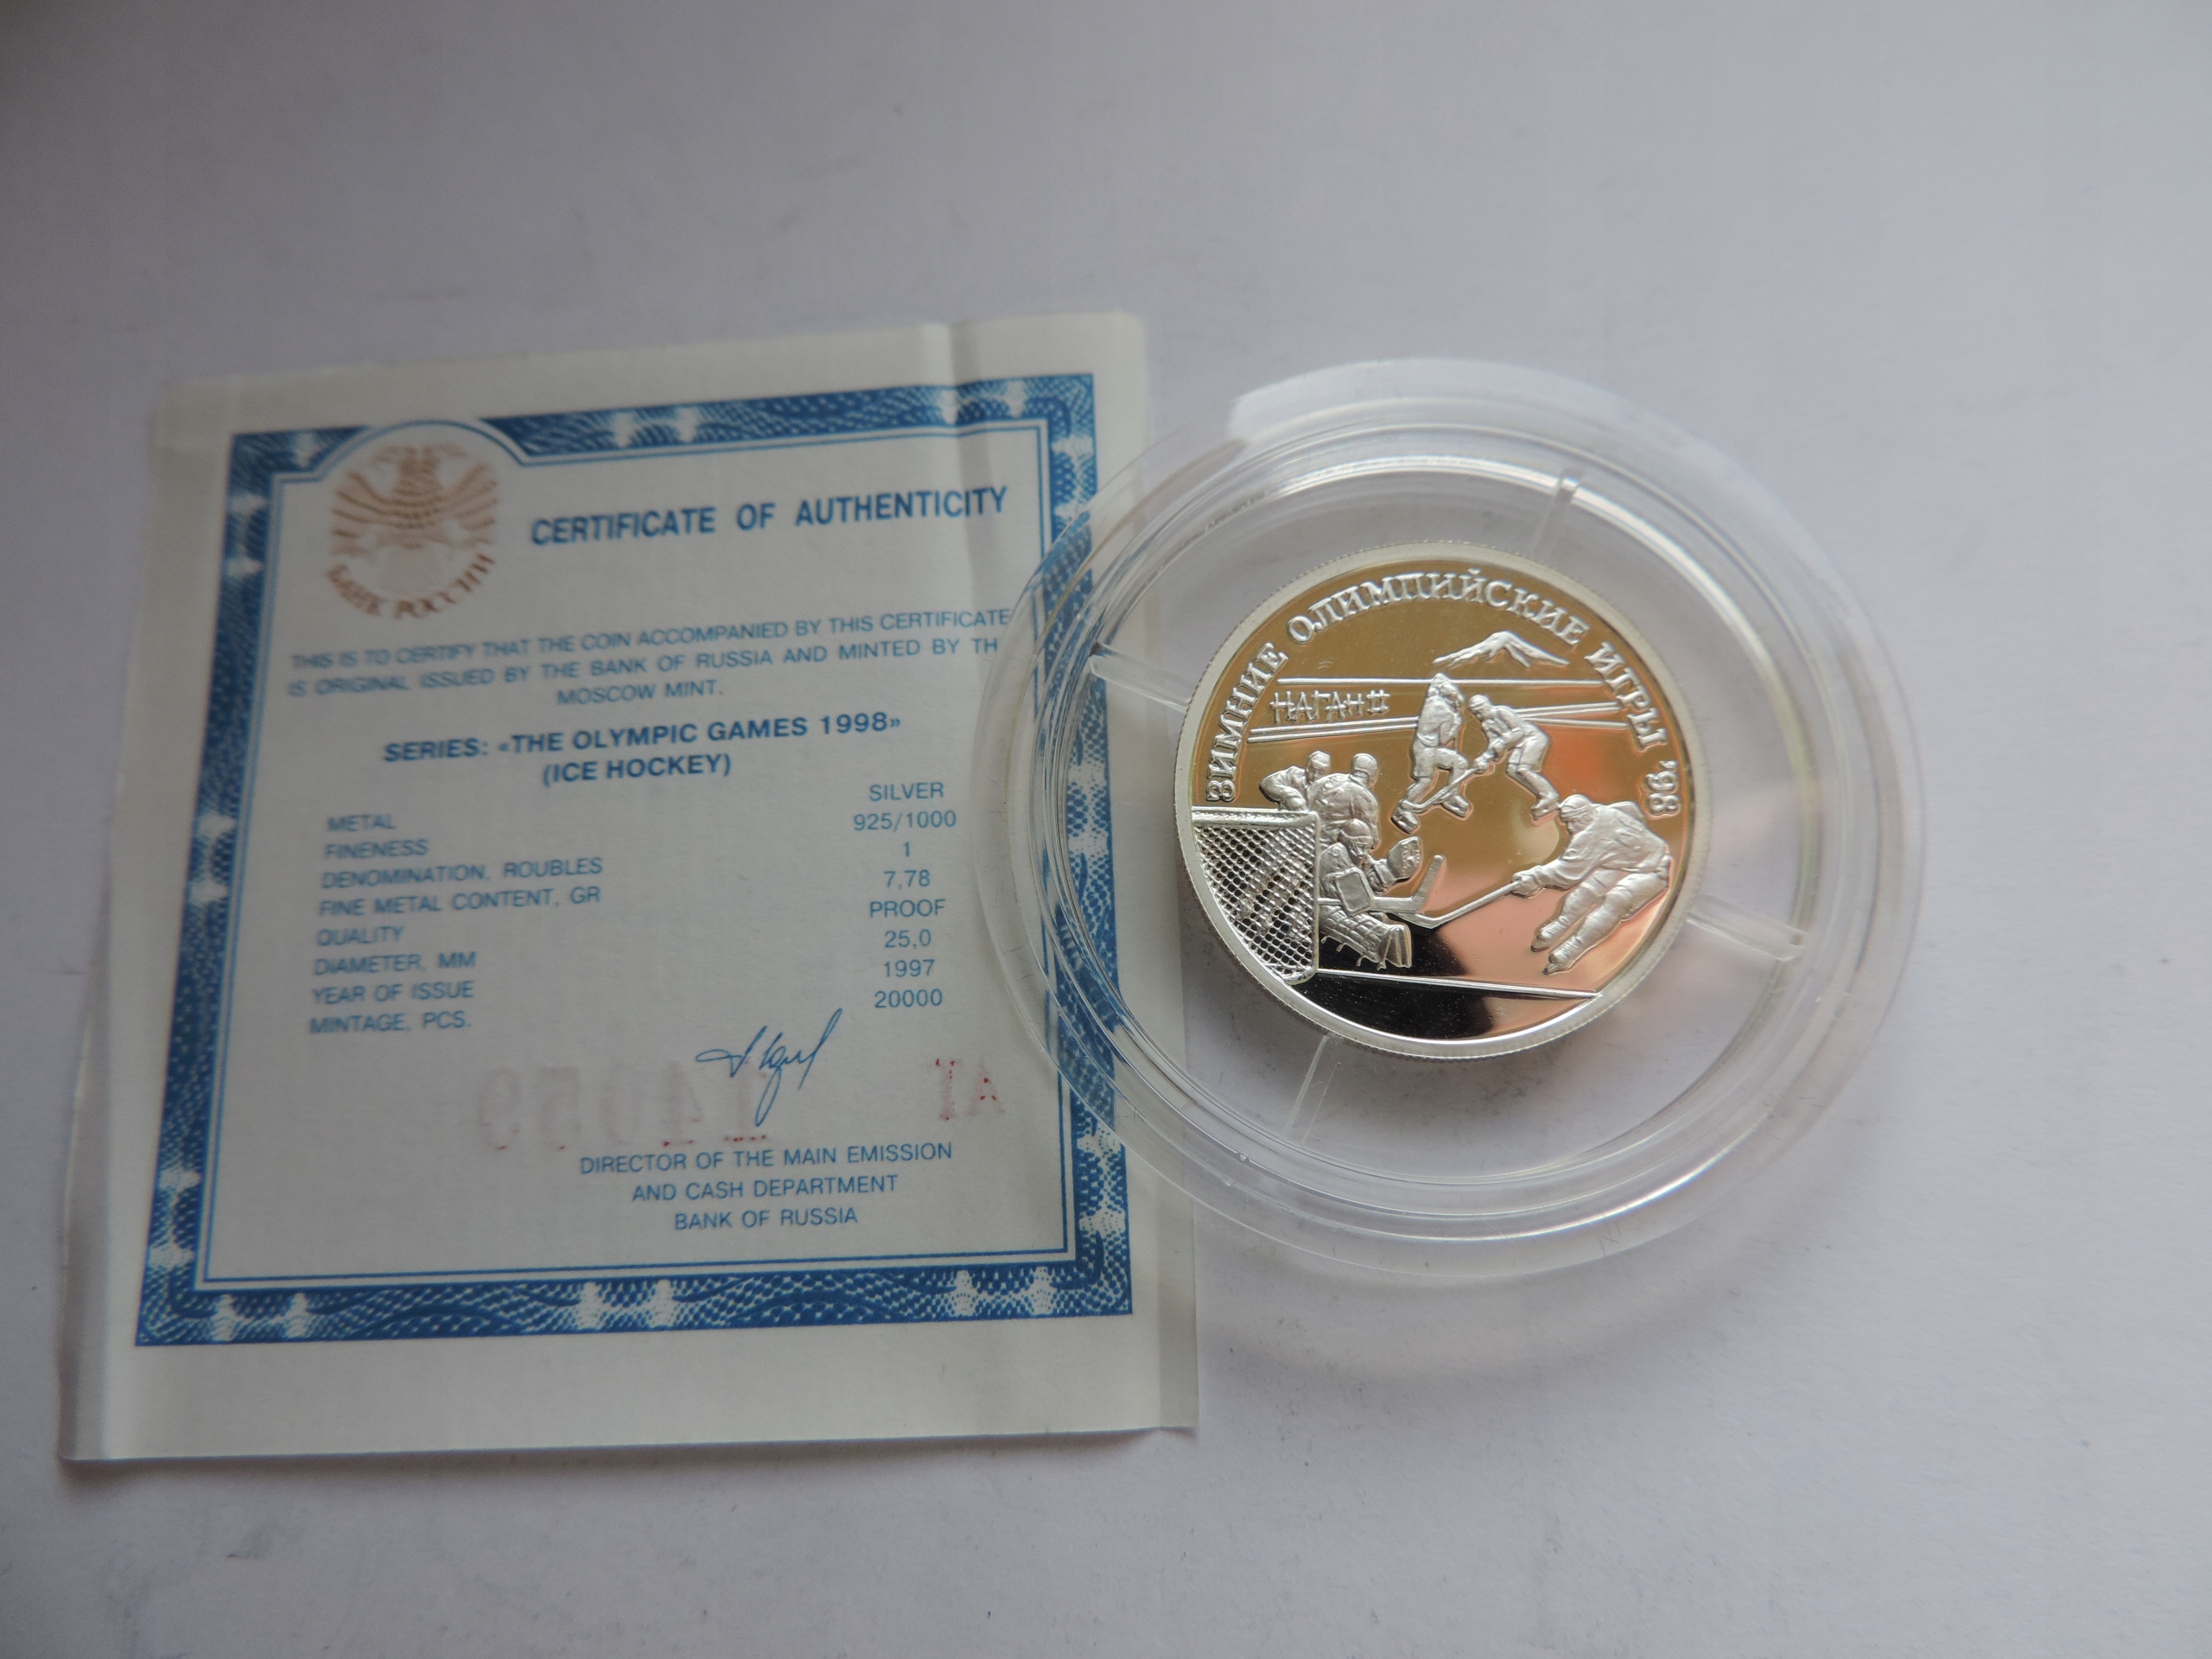 БАНК РОССИИ
CERTIFICATE OF AUTHENTICITY
THIS IS TO CERTIFY THAT THE COIN ACCOMPANIED BY THIS CERTIFICATE
IS ORIGINAL ISSUED BY THE BANK OF RUSSIA AND MINTED BY TH
MOSCOW MINT.
SERIES: «THE OLYMPIC GAMES 1998»
(ICE HOCKEY)
METAL SILVER
FINENESS 925/1000
DENOMINATION, ROUBLES 1
FINE METAL CONTENT, GR 7,78
QUALITY PROOF
DIAMETER, MM 25,0
YEAR OF ISSUE 1997
MINTAGE, PCS. 20000
DIRECTOR OF THE MAIN EMISSION
AND CASH DEPARTMENT
BANK OF RUSSIA
ЗИМНИЕ ОЛИМПИЙСКИЕ ИГРЫ '98